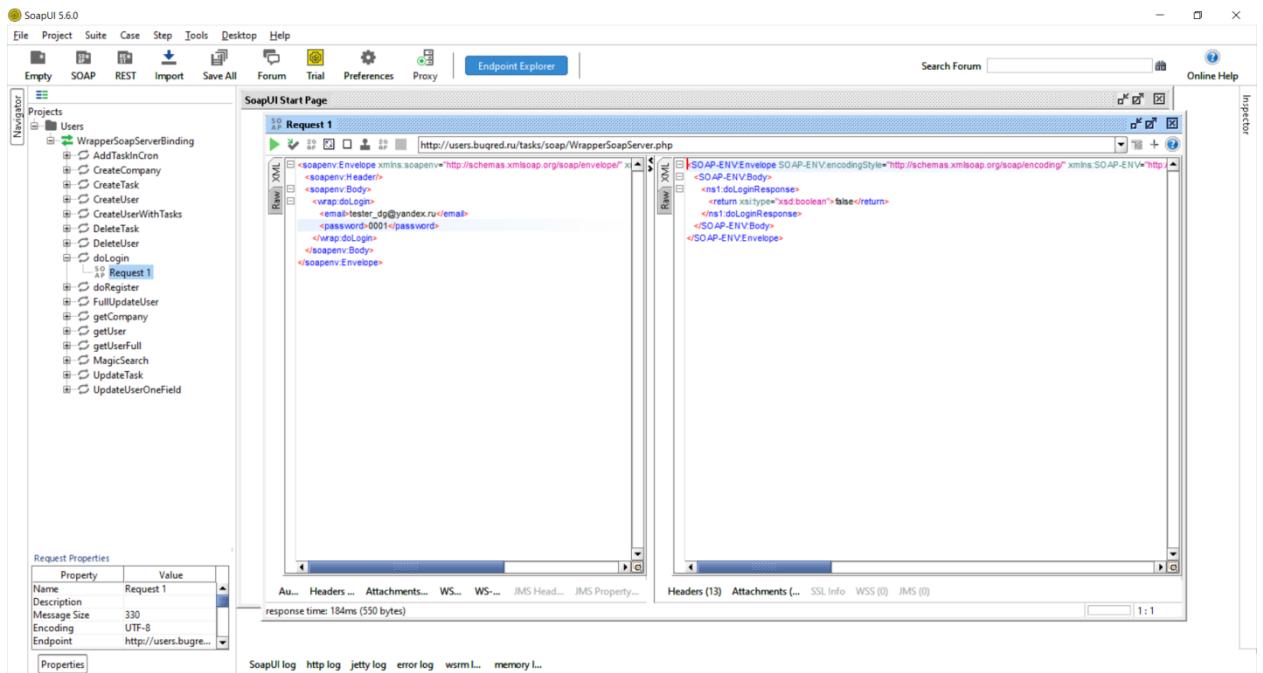 SoapUI 5.6.0
File Project Suite Case Step Tools Desktop Help
Empty SOAP REST Import Save All Forum Trial Preferences Proxy Endpoint Explorer Search Forum Online Help
Navigator
Projects
Users
WrapperSoapServerBinding
AddTaskInCron
CreateCompany
CreateTask
CreateUser
CreateUserWithTasks
DeleteTask
DeleteUser
doLogin
SOAP Request 1
doRegister
FullUpdateUser
getCompany
getUser
getUserFull
MagicSearch
UpdateTask
UpdateUserOneField
Request Properties
Property Value
Name Request 1
Description
Message Size 330
Encoding UTF-8
Endpoint http://users.bugre...
Properties
SoapUI Start Page
SOAP Request 1
http://users.bugred.ru/tasks/soap/WrapperSoapServer.php
XML
Raw
<soapenv:Envelope xmlns:soapenv="http://schemas.xmlsoap.org/soap/envelope/" x
<soapenv:Header/>
<soapenv:Body>
<wrap:doLogin>
<email>tester_dg@yandex.ru</email>
<password>0001</password>
</wrap:doLogin>
</soapenv:Body>
</soapenv:Envelope>
Au... Headers ... Attachments... WS... WS-... JMS Head... JMS Property...
XML
Raw
<SOAP-ENV:Envelope SOAP-ENV:encodingStyle="http://schemas.xmlsoap.org/soap/encoding/" xmlns:SOAP-ENV="http:/
<SOAP-ENV:Body>
<ns1:doLoginResponse>
<return xsi:type="xsd:boolean">false</return>
</ns1:doLoginResponse>
</SOAP-ENV:Body>
</SOAP-ENV:Envelope>
Headers (13) Attachments (... SSL Info WSS (0) JMS (0)
response time: 184ms (550 bytes)
1 : 1
Inspector
SoapUI log http log jetty log error log wsrm l... memory l...